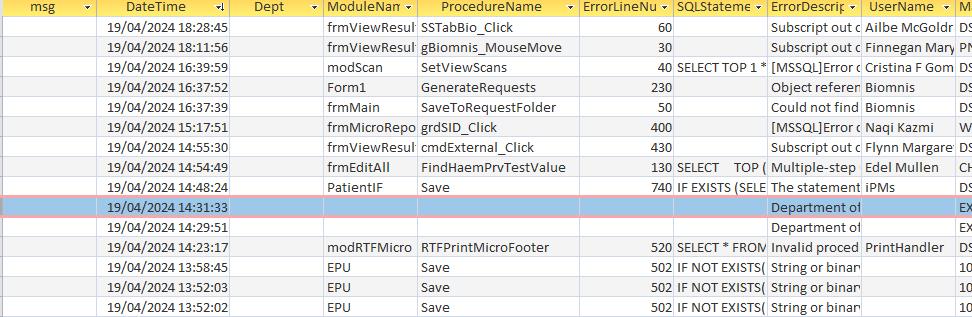 msg DateTime Dept ModuleNam ProcedureName ErrorLineNu SQLStateme ErrorDescrip UserName Ma
19/04/2024 18:28:45 frmViewResul SSTabBio_Click 60 Subscript out o Ailbe McGoldr DS
19/04/2024 18:11:56 frmViewResul gBiomnis_MouseMove 30 Subscript out o Finnegan Mary PN
19/04/2024 16:39:59 modScan SetViewScans 40 SELECT TOP 1 * [MSSQL]Error c Cristina F Gom DS
19/04/2024 16:37:52 Form1 GenerateRequests 230 Object referen Biomnis DS
19/04/2024 16:37:39 frmMain SaveToRequestFolder 50 Could not find Biomnis DS
19/04/2024 15:17:51 frmMicroRepo grdSID_Click 400 [MSSQL]Error c Naqi Kazmi W
19/04/2024 14:55:30 frmViewResul cmdExternal_Click 430 Subscript out o Flynn Margare DS
19/04/2024 14:54:49 frmEditAll FindHaemPrvTestValue 130 SELECT TOP ( Multiple-step Edel Mullen CH
19/04/2024 14:48:24 PatientIF Save 740 IF EXISTS (SELE The statement iPMs DS
19/04/2024 14:31:33 Department of EX
19/04/2024 14:29:51 Department of EX
19/04/2024 14:23:17 modRTFMicro RTFPrintMicroFooter 520 SELECT * FROM Invalid proced PrintHandler DS
19/04/2024 13:58:45 EPU Save 502 IF NOT EXISTS( String or binar 10
19/04/2024 13:52:03 EPU Save 502 IF NOT EXISTS( String or binar 10
19/04/2024 13:52:02 EPU Save 502 IF NOT EXISTS( String or binar 10